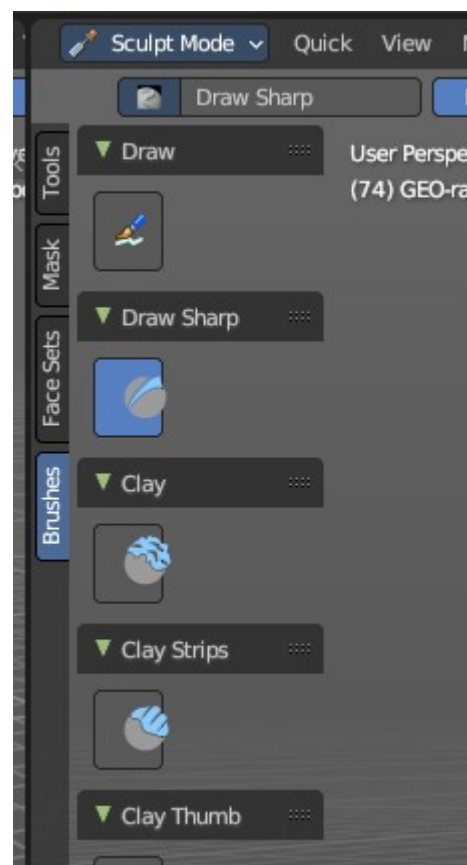 Sculpt Mode Quick View
Draw Sharp
Tools
Mask
Face Sets
Brushes
Draw
Draw Sharp
Clay
Clay Strips
Clay Thumb
User Perspe
(74) GEO-ra